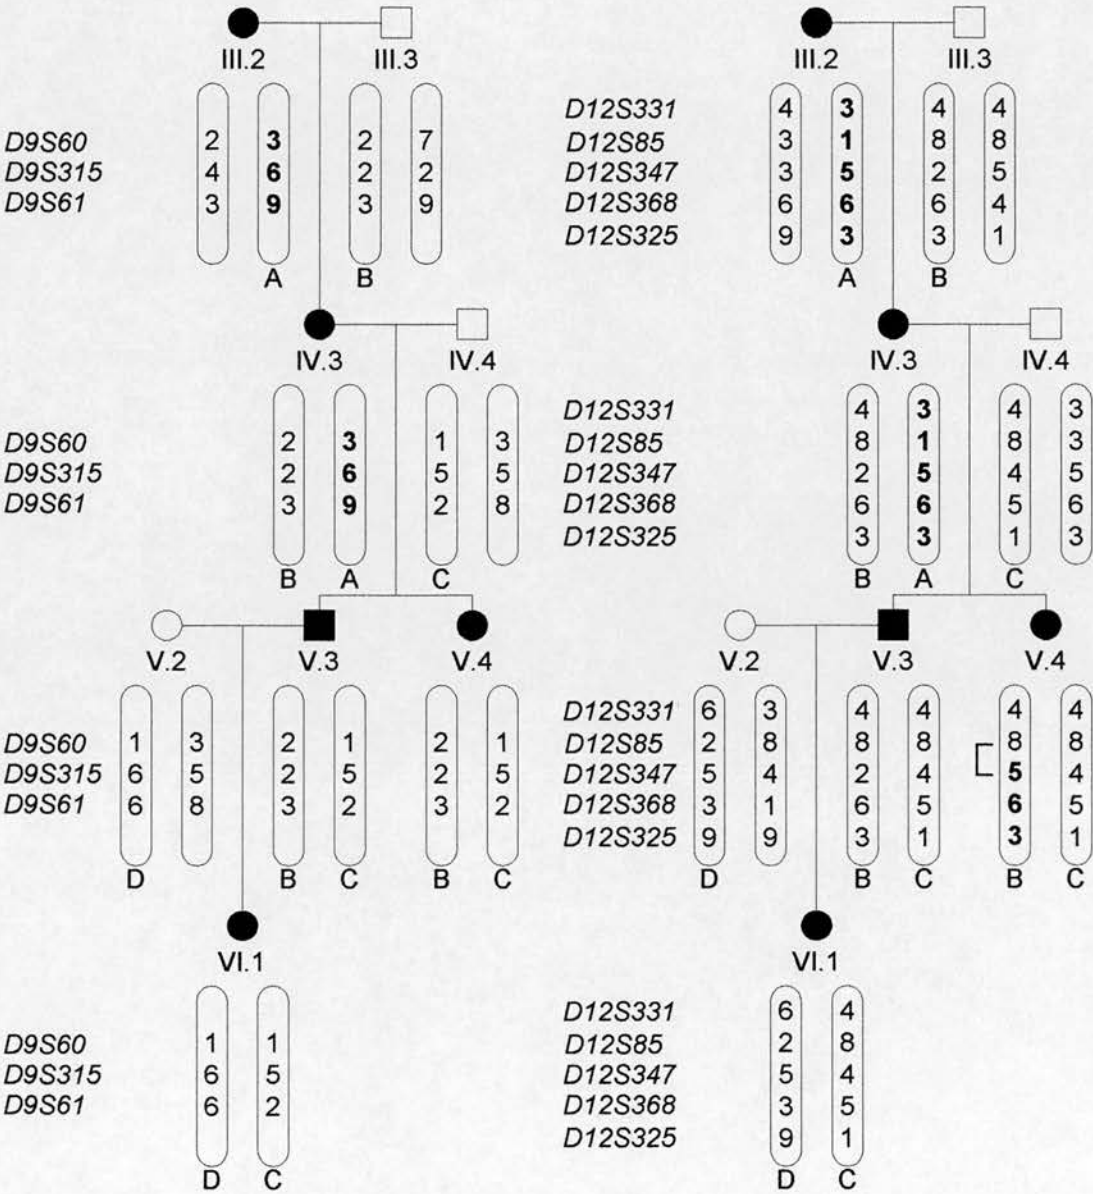 III.2 III.3 III.2 III.3
D12S331 4 3 4 4
D9S60 2 3 2 7 D12S85 3 1 8 8
D9S315 4 6 2 2 D12S347 3 5 2 5
D9S61 3 9 3 9 D12S368 6 6 6 4
D12S325 9 3 3 1
A B A B
IV.3 IV.4 IV.3 IV.4
D12S331 4 3 4 3
D9S60 2 3 1 3 D12S85 8 1 8 3
D9S315 2 6 5 5 D12S347 2 5 4 5
D9S61 3 9 2 8 D12S368 6 6 5 6
D12S325 3 3 1 3
B A C B A C
V.2 V.3 V.4 V.2 V.3 V.4
D12S331 6 3 4 4 4 4
D9S60 1 3 2 1 2 1 D12S85 2 8 8 8 8 8
D9S315 6 5 2 5 2 5 D12S347 5 4 2 4 5 4
D9S61 6 8 3 2 3 2 D12S368 3 1 6 5 6 5
D12S325 9 9 3 1 3 1
D B C B C D B C B C
VI.1 VI.1
D12S331 6 4
D9S60 1 1 D12S85 2 8
D9S315 6 5 D12S347 5 4
D9S61 6 2 D12S368 3 5
D12S325 9 1
D C D C